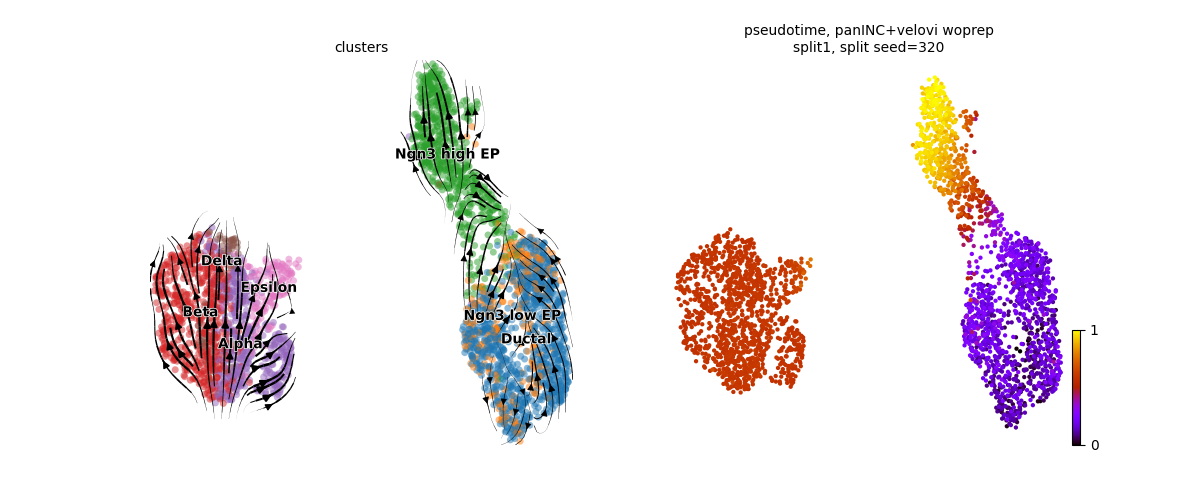 clusters
pseudotime, panINC+velovi woprep
split1, split seed=320
Ngn3 high EP
Delta
Epsilon
Beta
Ngn3 low EP
Ductal
Alpha
1
0